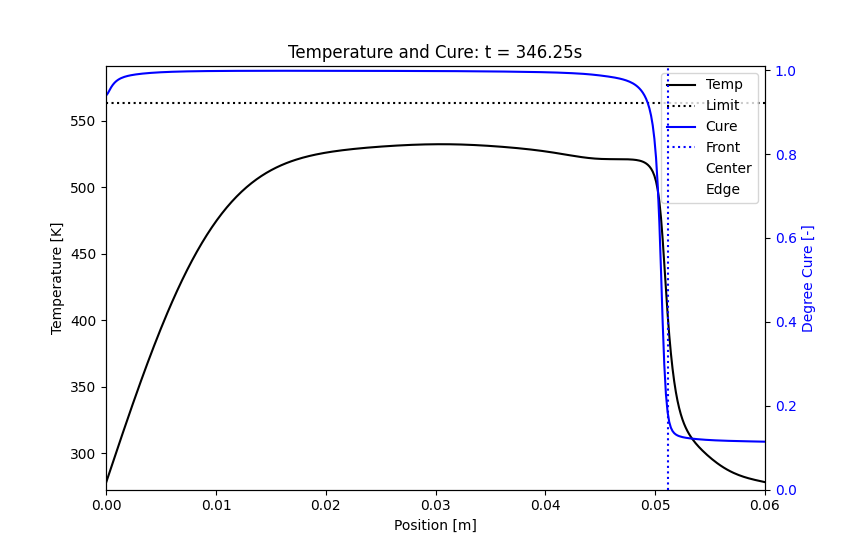 Temperature and Cure: t = 346.25s
Temperature [K]
550
500
450
400
350
300
0.00 0.01 0.02 0.03 0.04 0.05 0.06
Position [m]
1.0
0.8
0.6
0.4
0.2
0.0
Degree Cure [-]
Temp
Limit
Cure
Front
Center
Edge